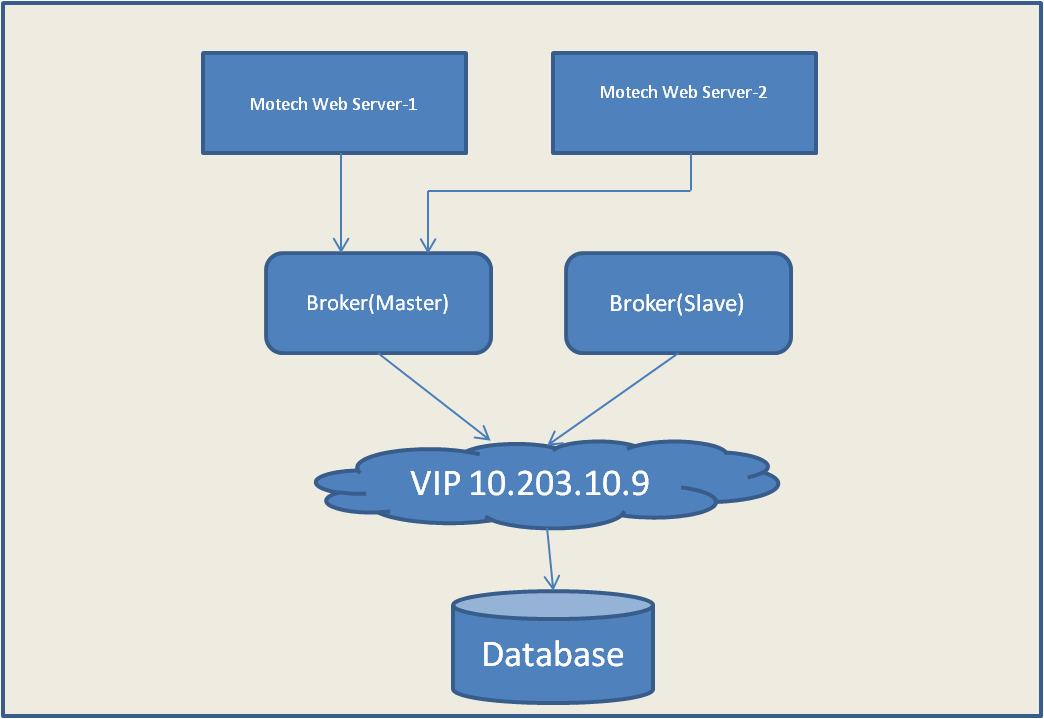 Motech Web Server-1
Motech Web Server-2
Broker(Master)
Broker(Slave)
VIP 10.203.10.9
Database